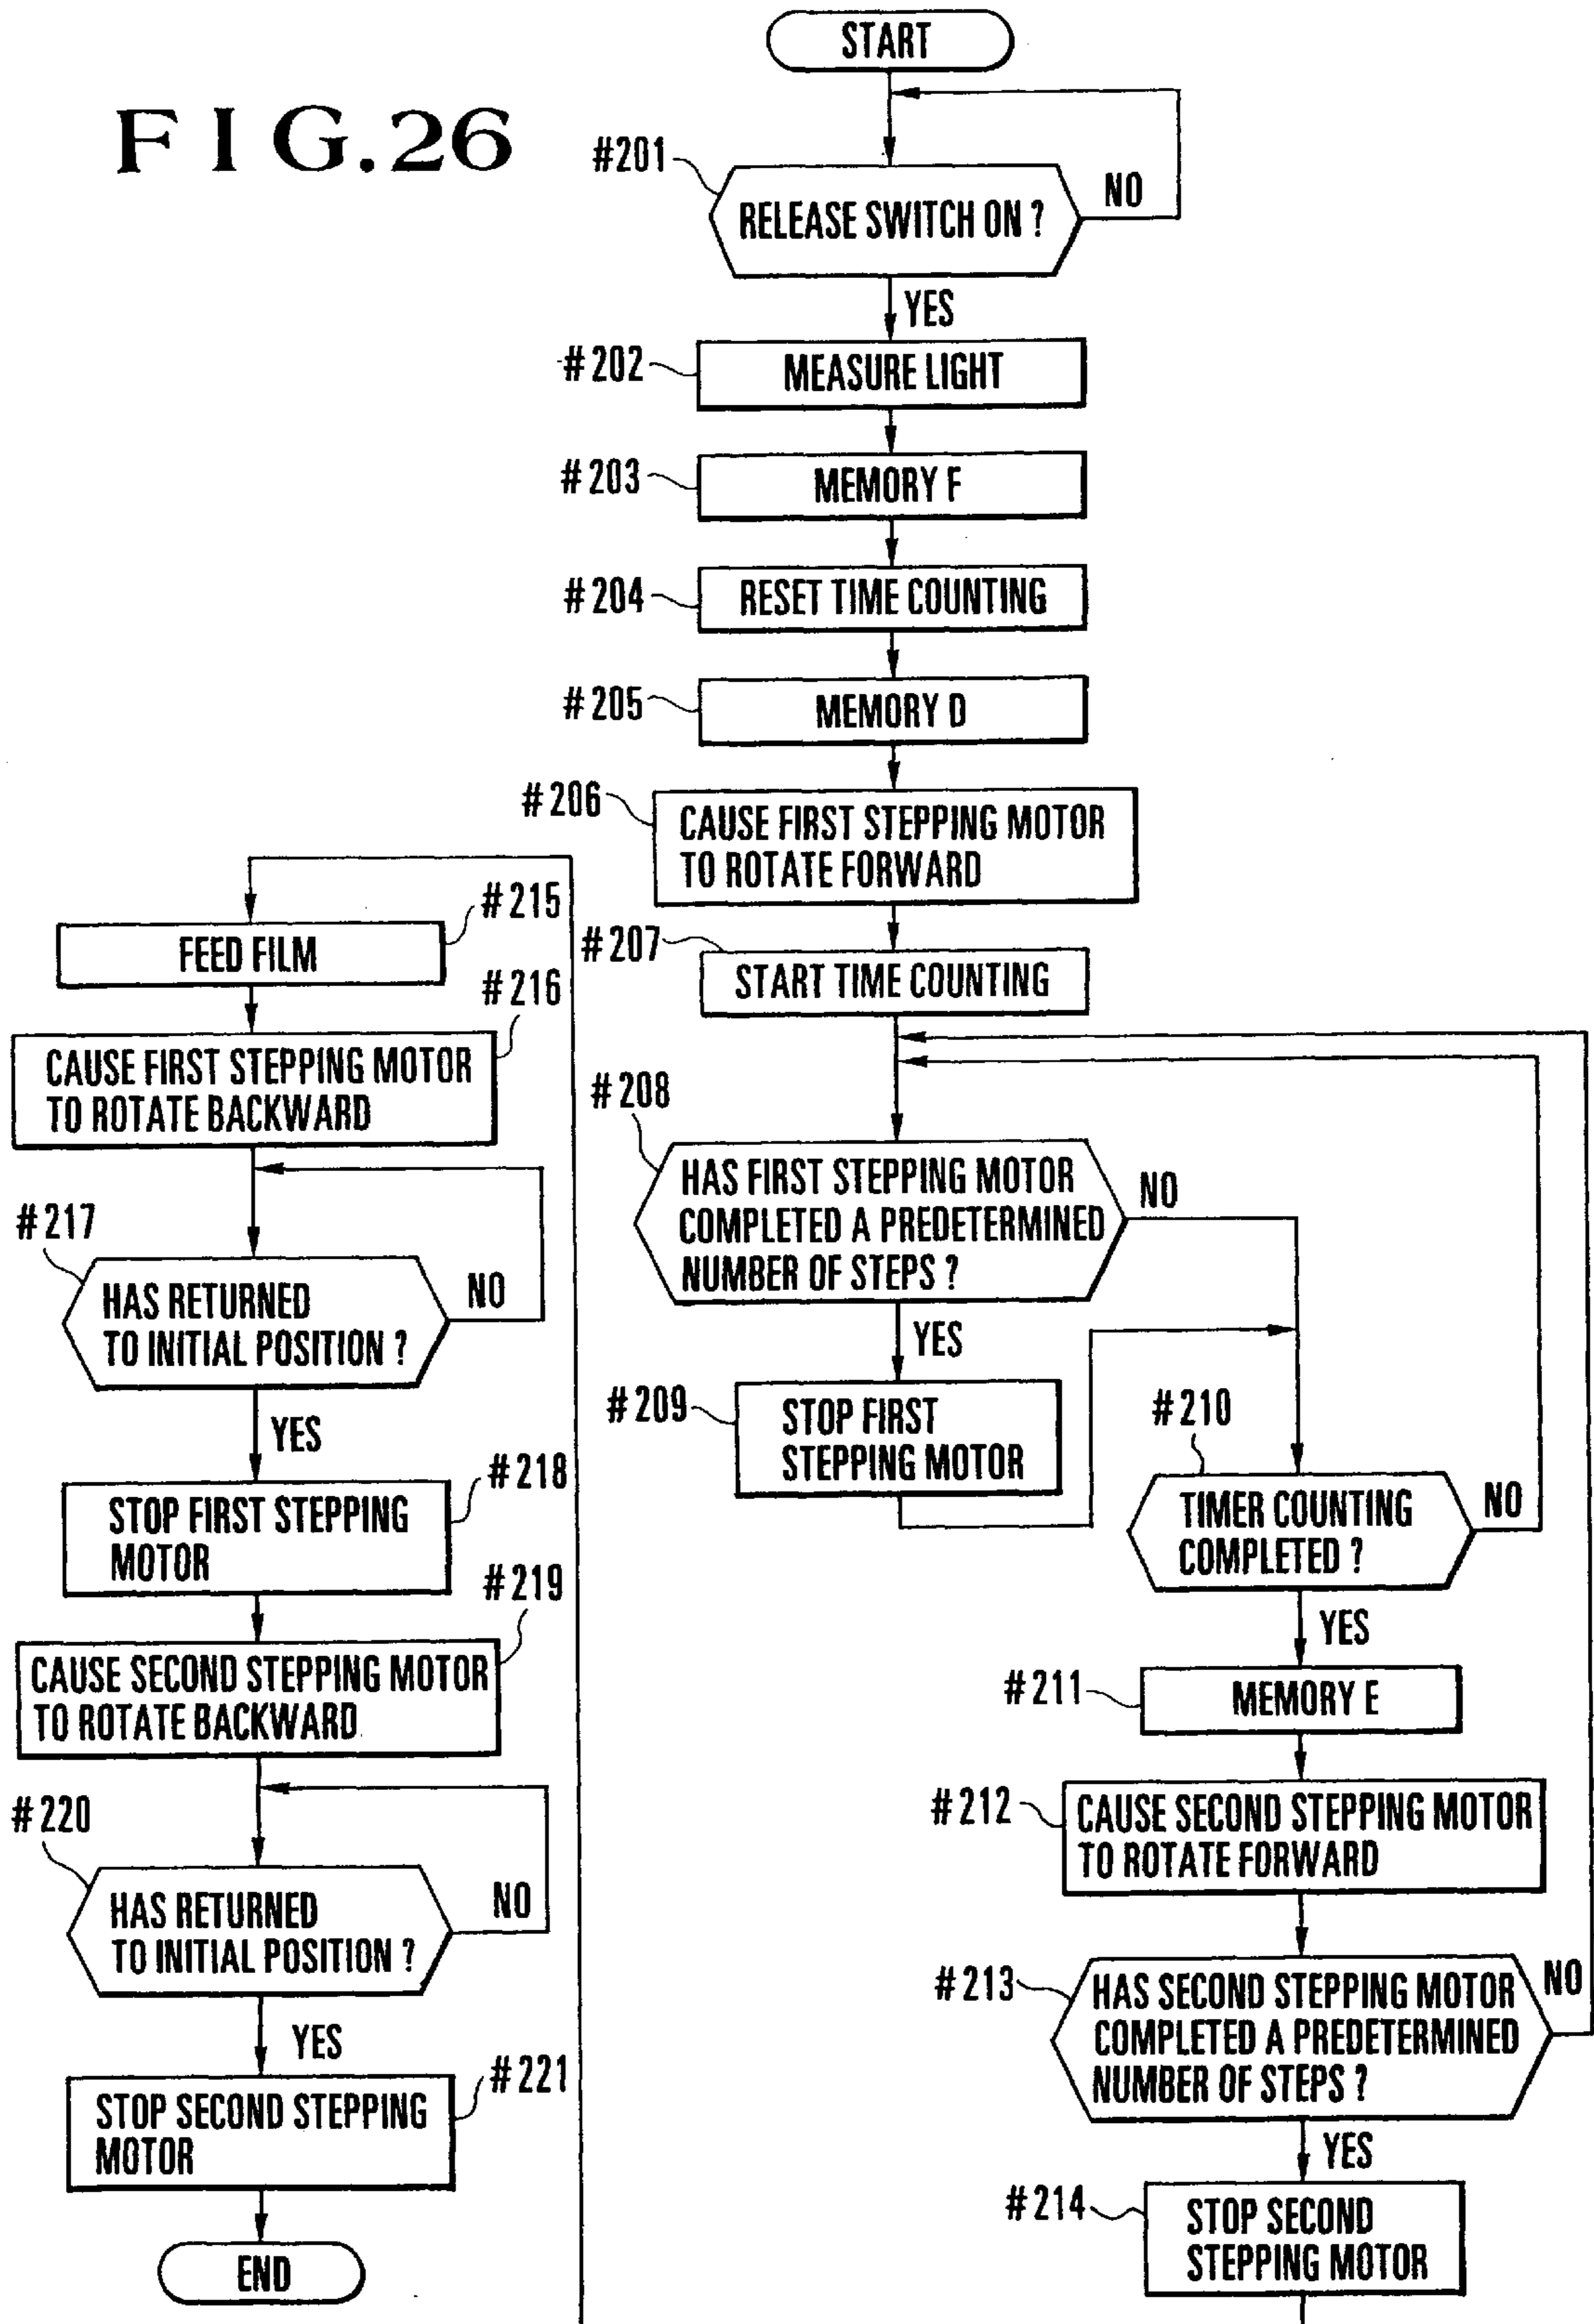 FIG.26
START
#201
RELEASE SWITCH ON ?
NO
YES
#202
MEASURE LIGHT
#203
MEMORY F
#204
RESET TIME COUNTING
#205
MEMORY D
#206
CAUSE FIRST STEPPING MOTOR
TO ROTATE FORWARD
#207
START TIME COUNTING
#208
HAS FIRST STEPPING MOTOR
COMPLETED A PREDETERMINED
NUMBER OF STEPS ?
NO
YES
#209
STOP FIRST
STEPPING MOTOR
#210
TIMER COUNTING
COMPLETED ?
NO
YES
#211
MEMORY E
#212
CAUSE SECOND STEPPING MOTOR
TO ROTATE FORWARD
#213
HAS SECOND STEPPING MOTOR
COMPLETED A PREDETERMINED
NUMBER OF STEPS ?
NO
YES
#214
STOP SECOND
STEPPING MOTOR
#215
FEED FILM
#216
CAUSE FIRST STEPPING MOTOR
TO ROTATE BACKWARD
#217
HAS RETURNED
TO INITIAL POSITION ?
NO
YES
#218
STOP FIRST STEPPING
MOTOR
#219
CAUSE SECOND STEPPING MOTOR
TO ROTATE BACKWARD
#220
HAS RETURNED
TO INITIAL POSITION ?
NO
YES
#221
STOP SECOND STEPPING
MOTOR
END